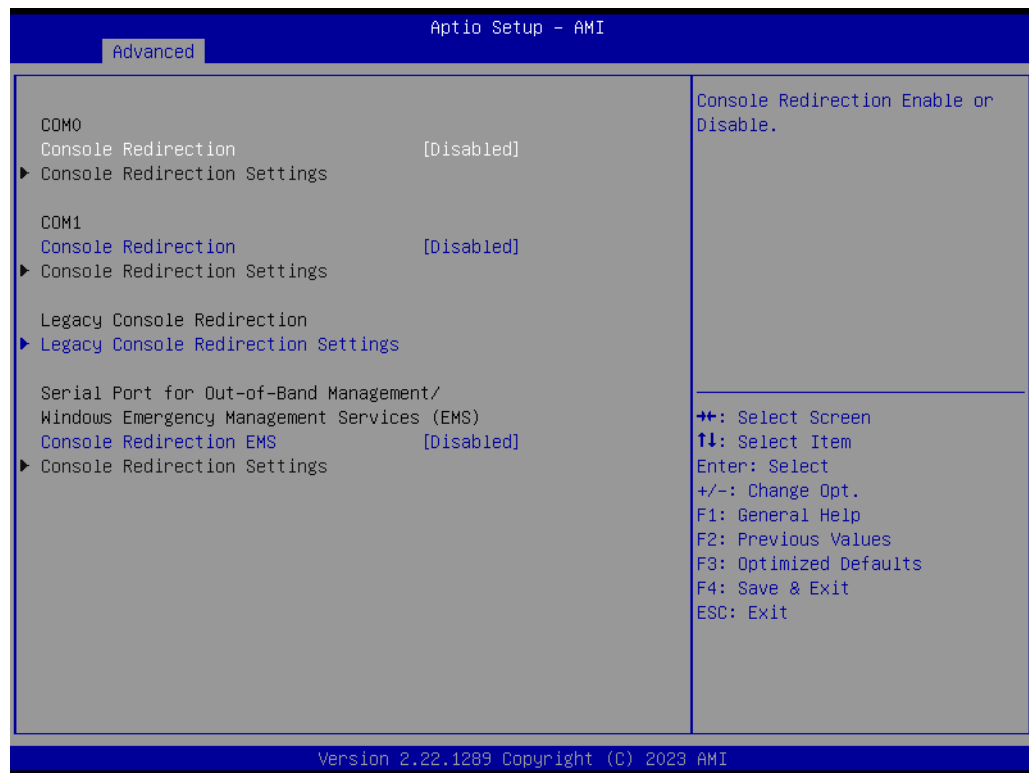 Aptio Setup – AMI
Advanced
COM0
Console Redirection [Disabled]
▶ Console Redirection Settings
COM1
Console Redirection [Disabled]
▶ Console Redirection Settings
Legacy Console Redirection
▶ Legacy Console Redirection Settings
Serial Port for Out-of-Band Management/
Windows Emergency Management Services (EMS)
Console Redirection EMS [Disabled]
▶ Console Redirection Settings
Console Redirection Enable or
Disable.
→←: Select Screen
↑↓: Select Item
Enter: Select
+/-: Change Opt.
F1: General Help
F2: Previous Values
F3: Optimized Defaults
F4: Save & Exit
ESC: Exit
Version 2.22.1289 Copyright (C) 2023 AMI